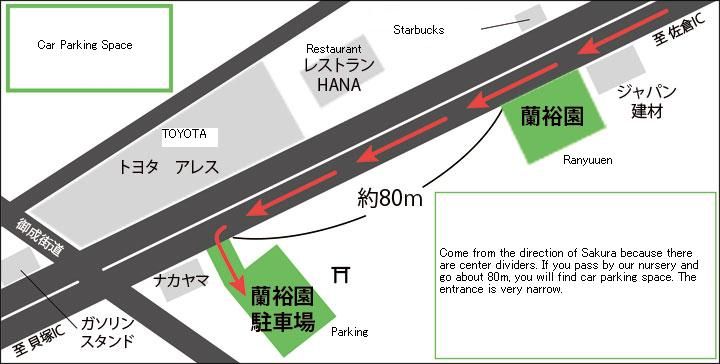 Car Parking Space
Starbucks
至 佐倉IC
Restaurant
レストラン
HANA
ジャパン
建材
蘭裕園
Ranyuuen
TOYOTA
トヨタ　アレス
約80m
御成街道
Come from the direction of Sakura because there
are center dividers. If you pass by our nursery and
go about 80m, you will find car parking space. The
entrance is very narrow.
ナカヤマ
蘭裕園
駐車場
Parking
ガソリン
スタンド
至 貝塚IC